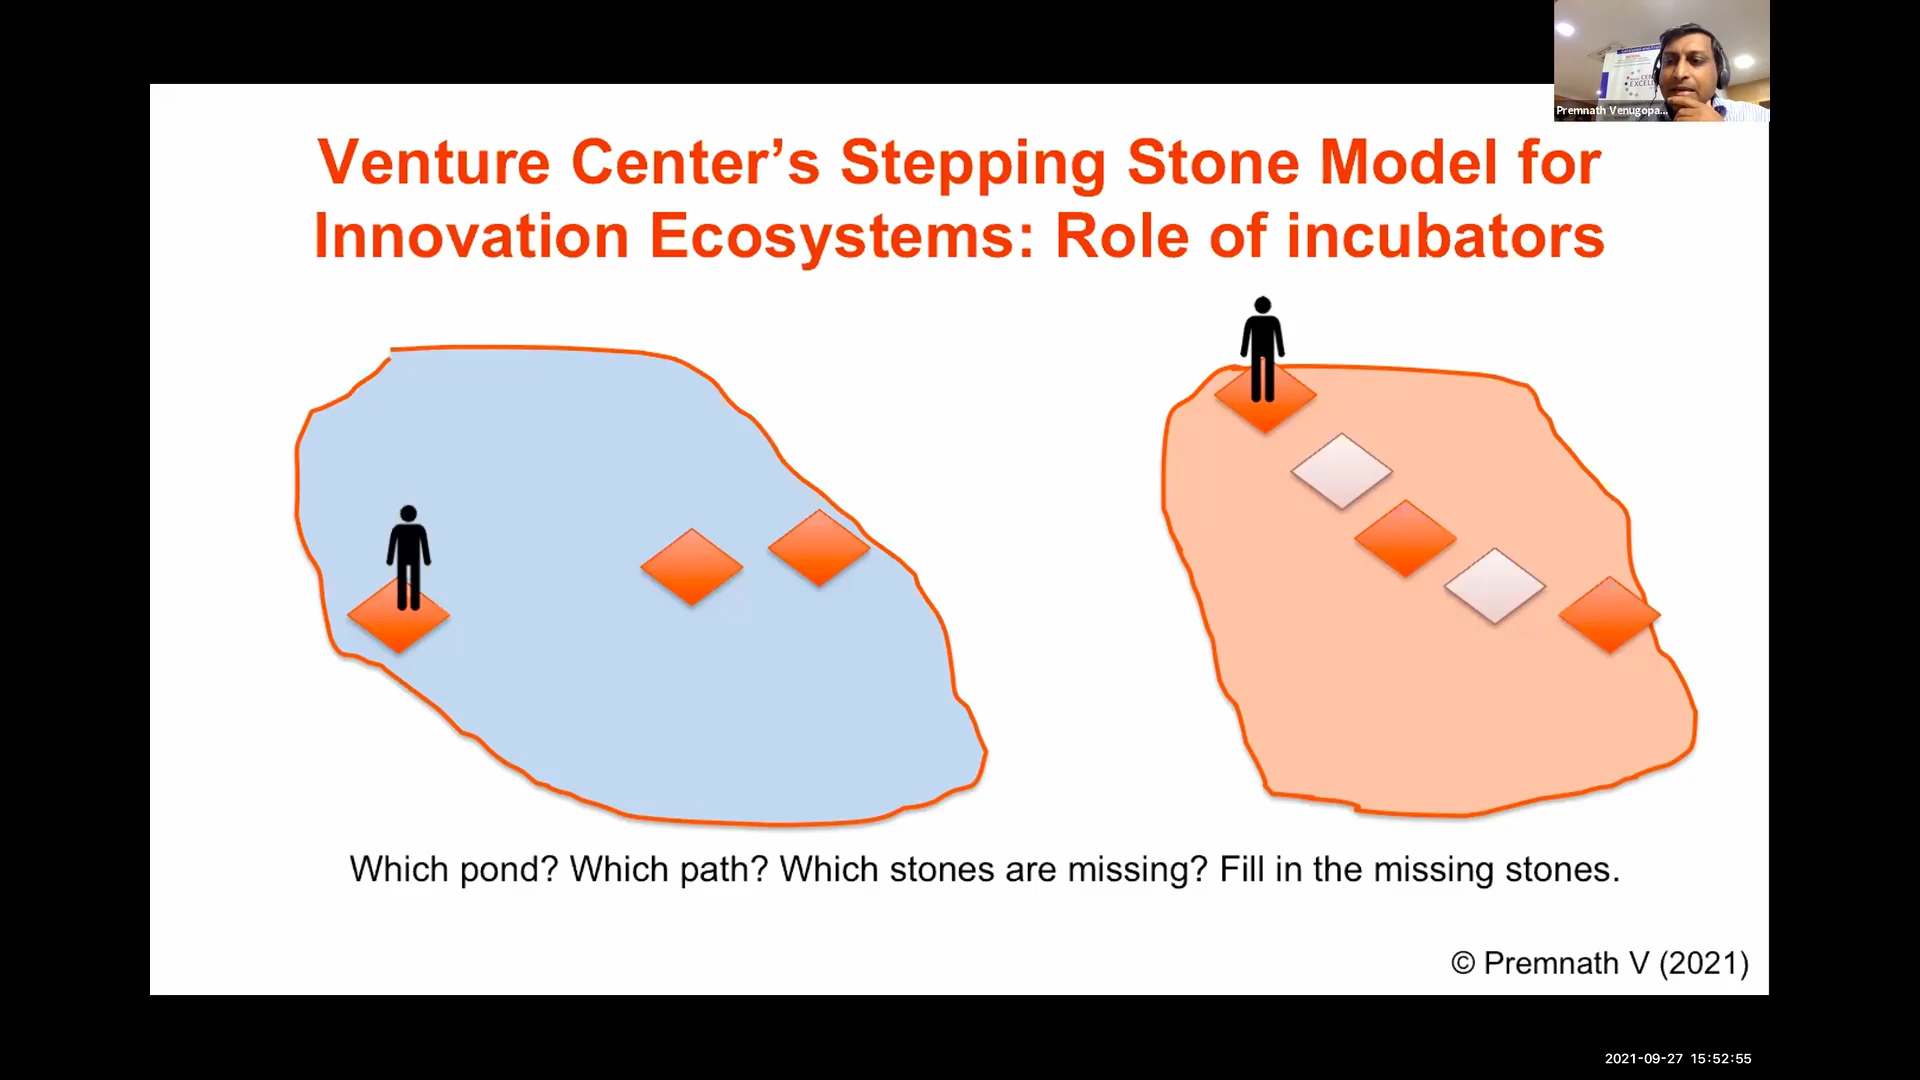 Premnath Venugopa...
Venture Center’s Stepping Stone Model for
Innovation Ecosystems: Role of incubators
Which pond? Which path? Which stones are missing? Fill in the missing stones.
© Premnath V (2021)
2021-09-27 15:52:55